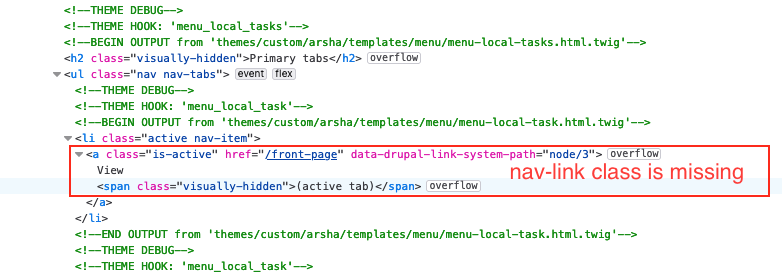 <!--THEME DEBUG-->
<!--THEME HOOK: 'menu_local_tasks'-->
<!--BEGIN OUTPUT from 'themes/custom/arsha/templates/menu/menu-local-tasks.html.twig'-->
<h2 class="visually-hidden">Primary tabs</h2> overflow
<ul class="nav nav-tabs"> event flex
<!--THEME DEBUG-->
<!--THEME HOOK: 'menu_local_task'-->
<!--BEGIN OUTPUT from 'themes/custom/arsha/templates/menu/menu-local-task.html.twig'-->
<li class="active nav-item">
<a class="is-active" href="/front-page" data-drupal-link-system-path="node/3"> overflow
View
nav-link class is missing
<span class="visually-hidden">(active tab)</span> overflow
</a>
</li>
<!--END OUTPUT from 'themes/custom/arsha/templates/menu/menu-local-task.html.twig'-->
<!--THEME DEBUG-->
<!--THEME HOOK: 'menu_local_task'-->